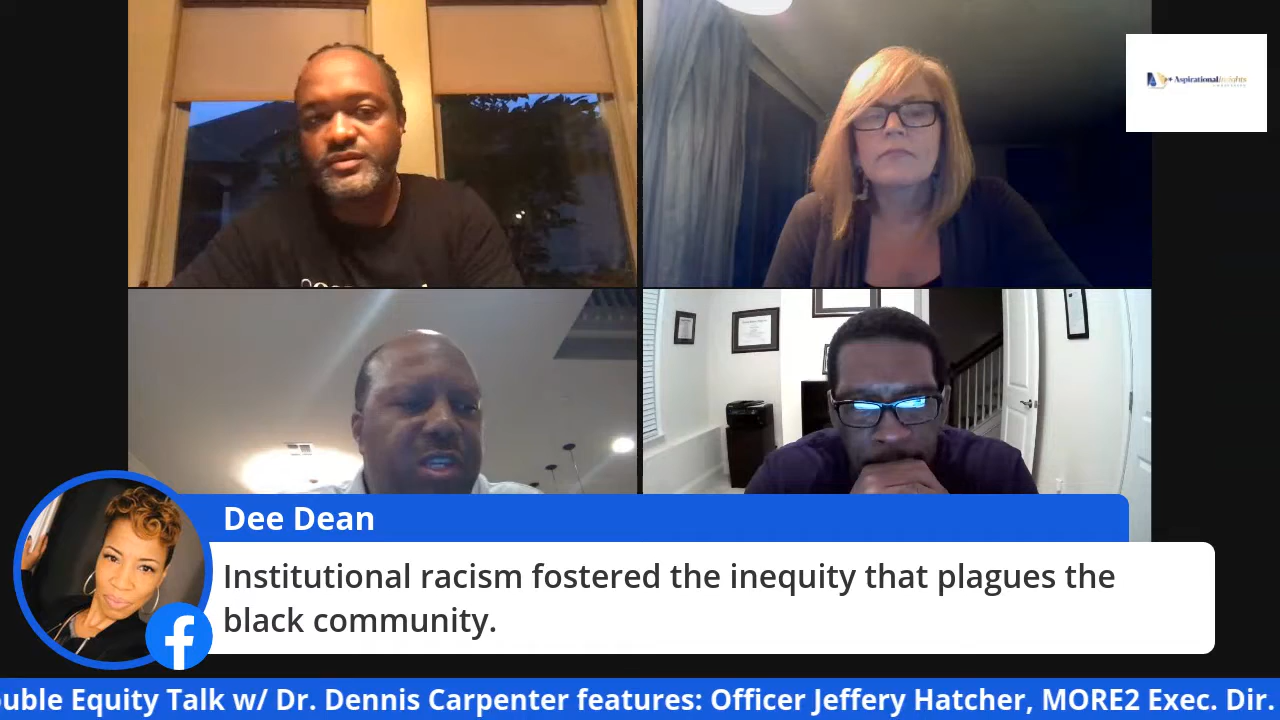 AspirationalInsights
Dee Dean
Institutional racism fostered the inequity that plagues the
black community.
ouble Equity Talk w/ Dr. Dennis Carpenter features: Officer Jeffery Hatcher, MORE2 Exec. Dir.